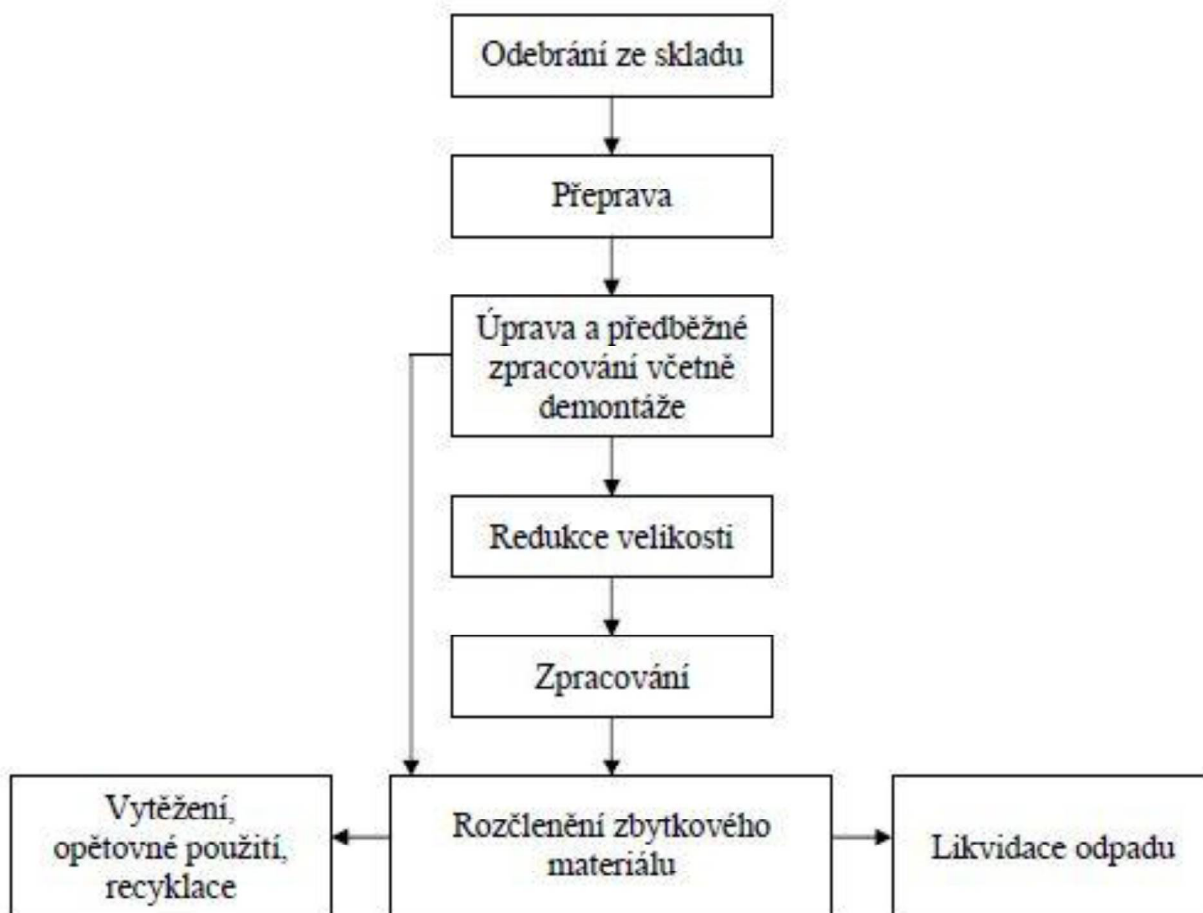 Odebrání ze skladu
Přeprava
Úprava a předběžné
zpracování včetně
demontáže
Redukce velikosti
Zpracování
Vytěžení,
opětovné použití,
recyklace
Rozčlenění zbytkového
materiálu
Likvidace odpadu